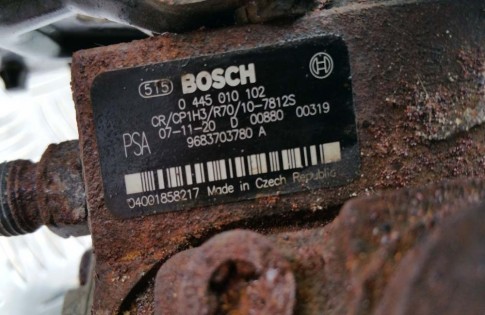 515 BOSCH
0 445 010 102
CR/CP1H3/R70/10-7812S
07-11-20 D 00880 00319
PSA 9683703780 A
04001858217 Made in Czech Republic